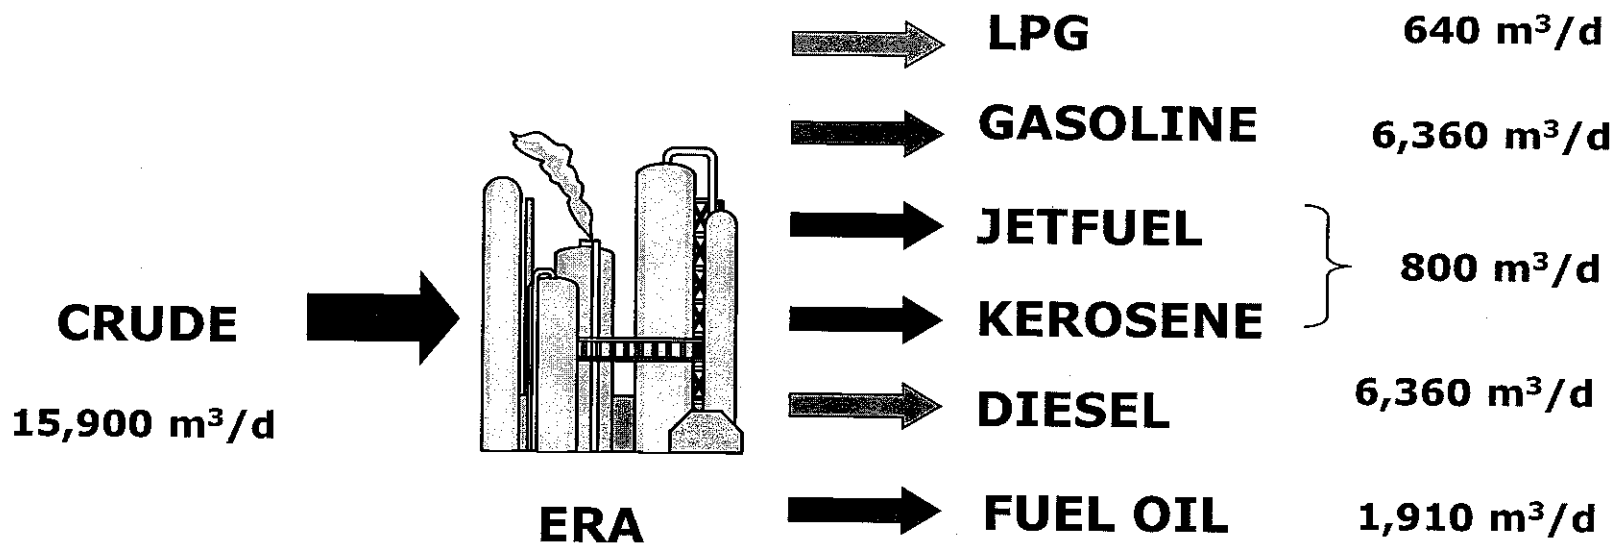 LPG 640 m³/d
GASOLINE 6,360 m³/d
JETFUEL
800 m³/d
KEROSENE
CRUDE
DIESEL 6,360 m³/d
15,900 m³/d
FUEL OIL 1,910 m³/d
ERA